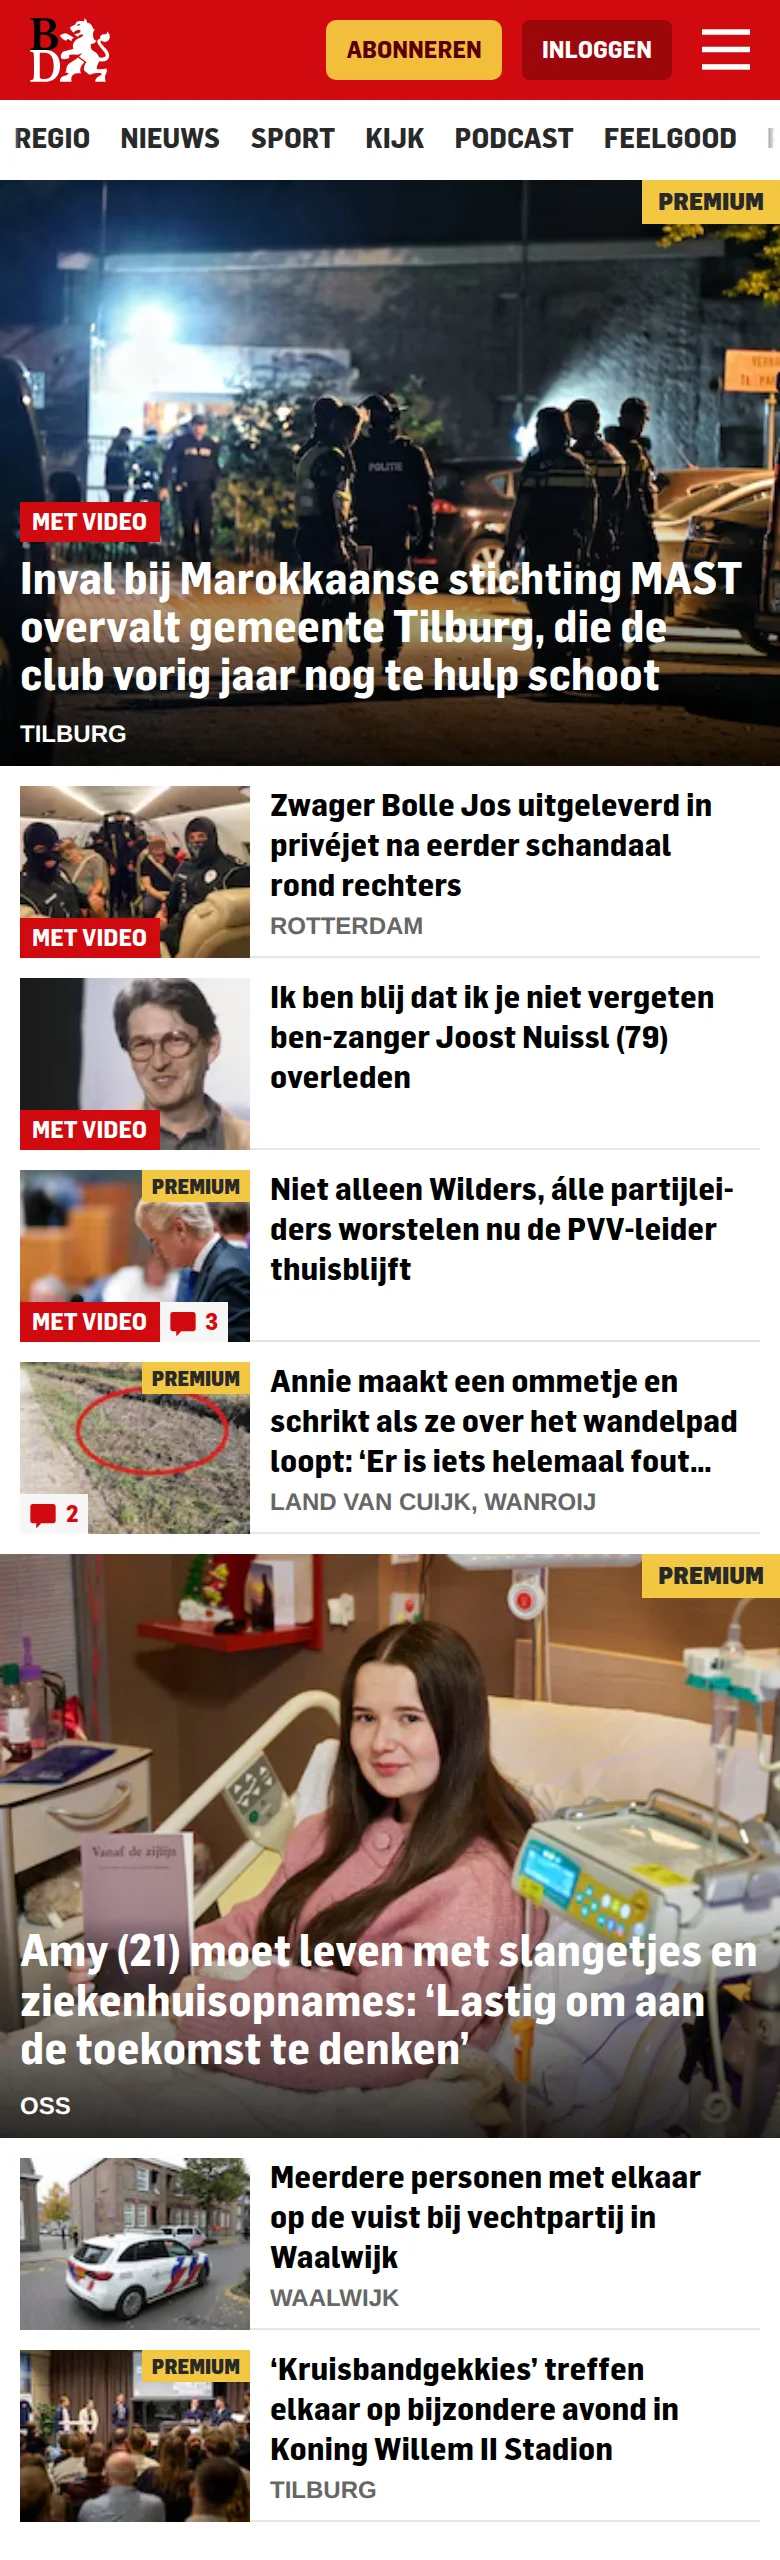 B
D
ABONNEREN
INLOGGEN
REGIO NIEUWS SPORT KIJK PODCAST FEELGOOD
PREMIUM
POLITIE
MET VIDEO
Inval bij Marokkaanse stichting MAST
overvalt gemeente Tilburg, die de
club vorig jaar nog te hulp schoot
TILBURG
MET VIDEO
Zwager Bolle Jos uitgeleverd in
privéjet na eerder schandaal
rond rechters
ROTTERDAM
MET VIDEO
Ik ben blij dat ik je niet vergeten
ben-zanger Joost Nuissl (79)
overleden
PREMIUM
MET VIDEO
3
Niet alleen Wilders, álle partijlei-
ders worstelen nu de PVV-leider
thuisblijft
PREMIUM
2
Annie maakt een ommetje en
schrikt als ze over het wandelpad
loopt: ‘Er is iets helemaal fout...
LAND VAN CUIJK, WANROIJ
PREMIUM
Vanaf de zijlijn
Amy (21) moet leven met slangetjes en
ziekenhuisopnames: ‘Lastig om aan
de toekomst te denken’
OSS
Meerdere personen met elkaar
op de vuist bij vechtpartij in
Waalwijk
WAALWIJK
PREMIUM
‘Kruisbandgekkies’ treffen
elkaar op bijzondere avond in
Koning Willem II Stadion
TILBURG